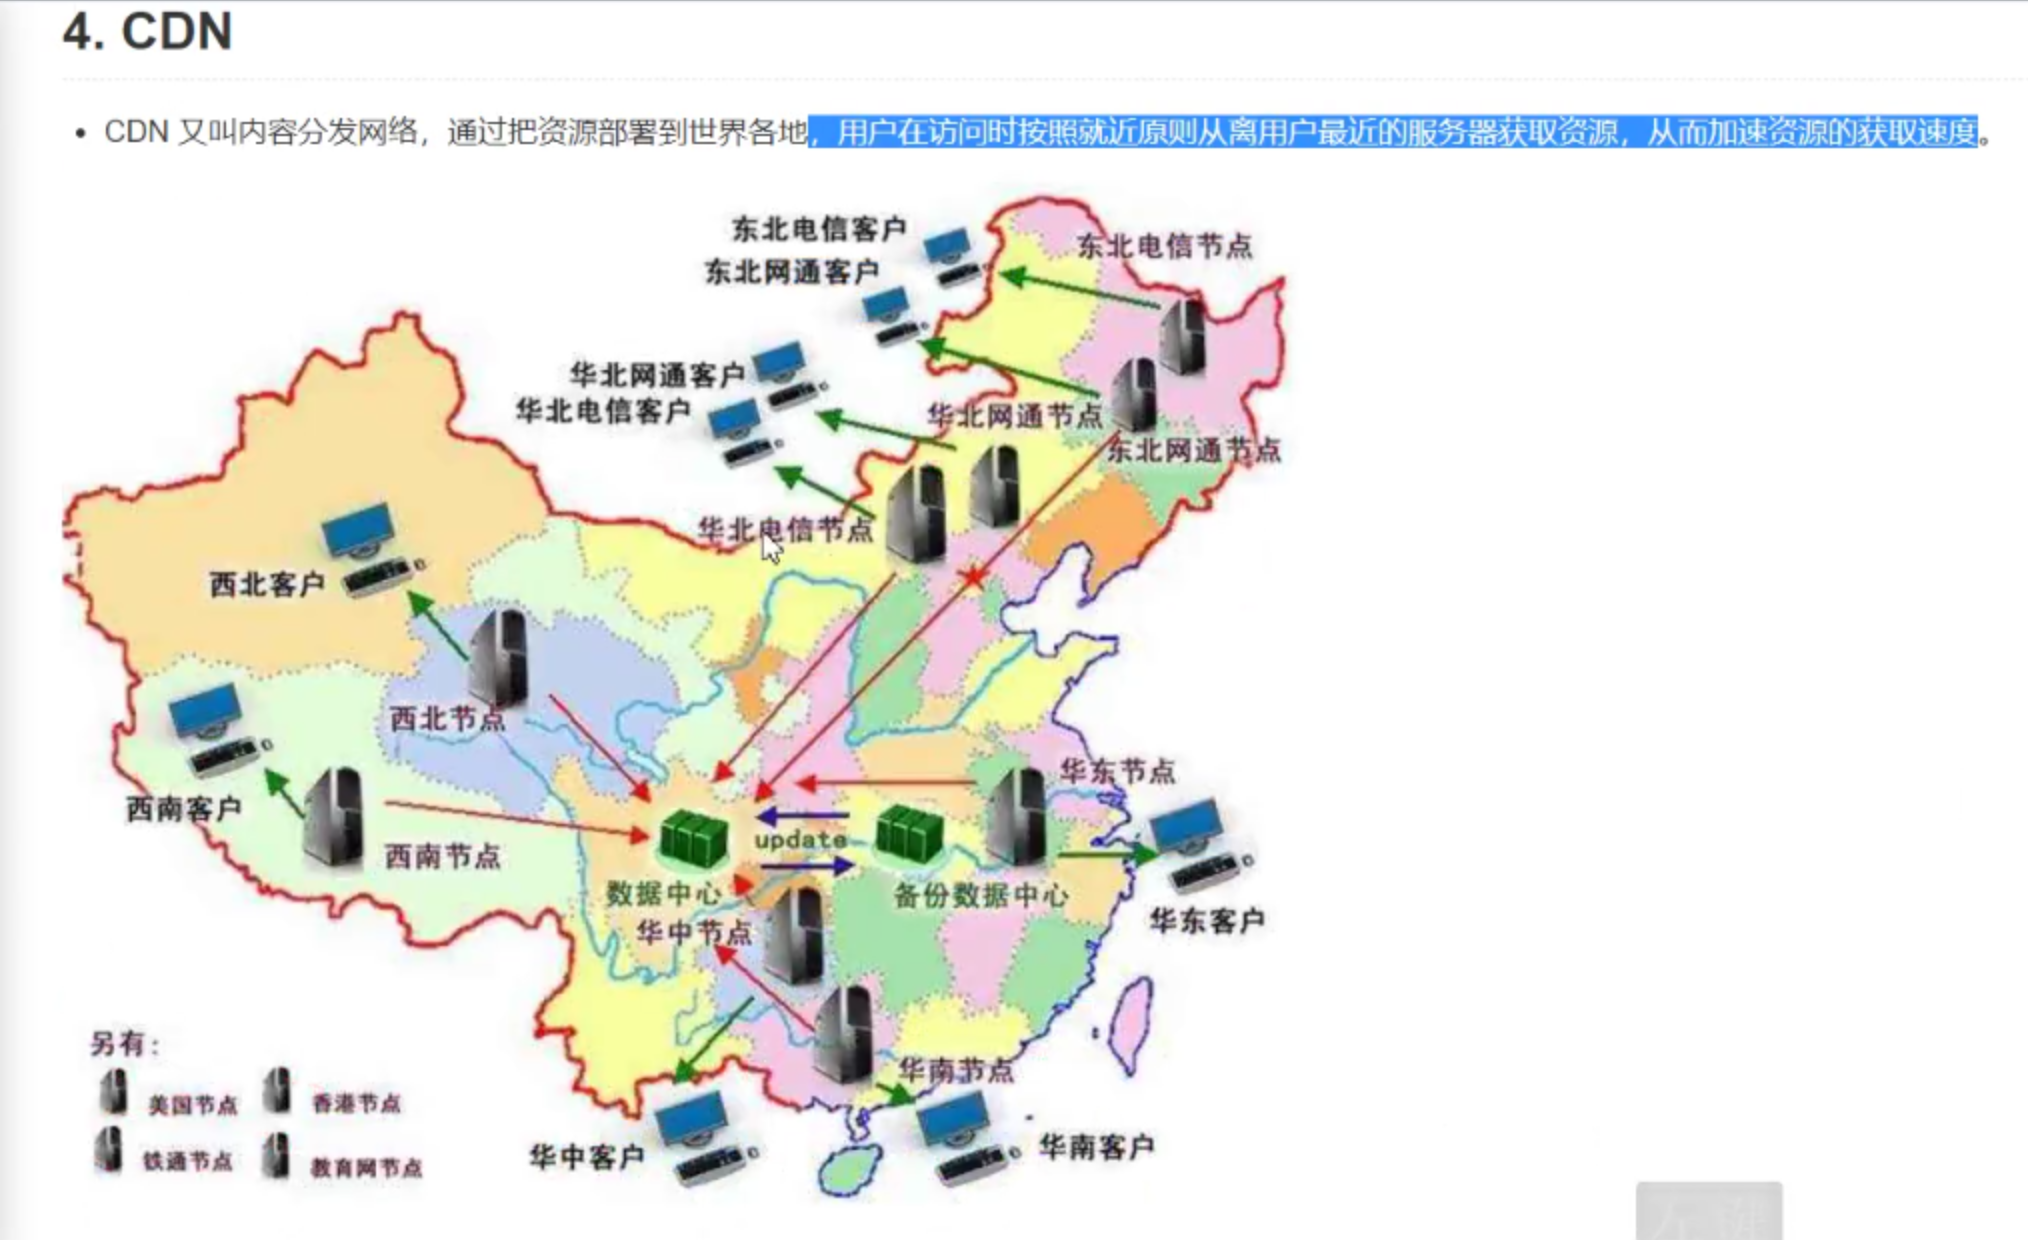 4. CDN
• CDN 又叫内容分发网络，通过把资源部署到世界各地，用户在访问时按照就近原则从离用户最近的服务器获取资源，从而加速资源的获取速度。
东北电信客户
东北电信节点
东北网通客户
华北网通客户
华北电信客户
华北网通节点
东北网通节点
华北电信节点
西北客户
西北节点
华东节点
西南客户
西南节点
update
数据中心
备份数据中心
华东客户
华中节点
华南节点
另有：
美国节点
香港节点
铁通节点
教育网节点
华中客户
华南客户